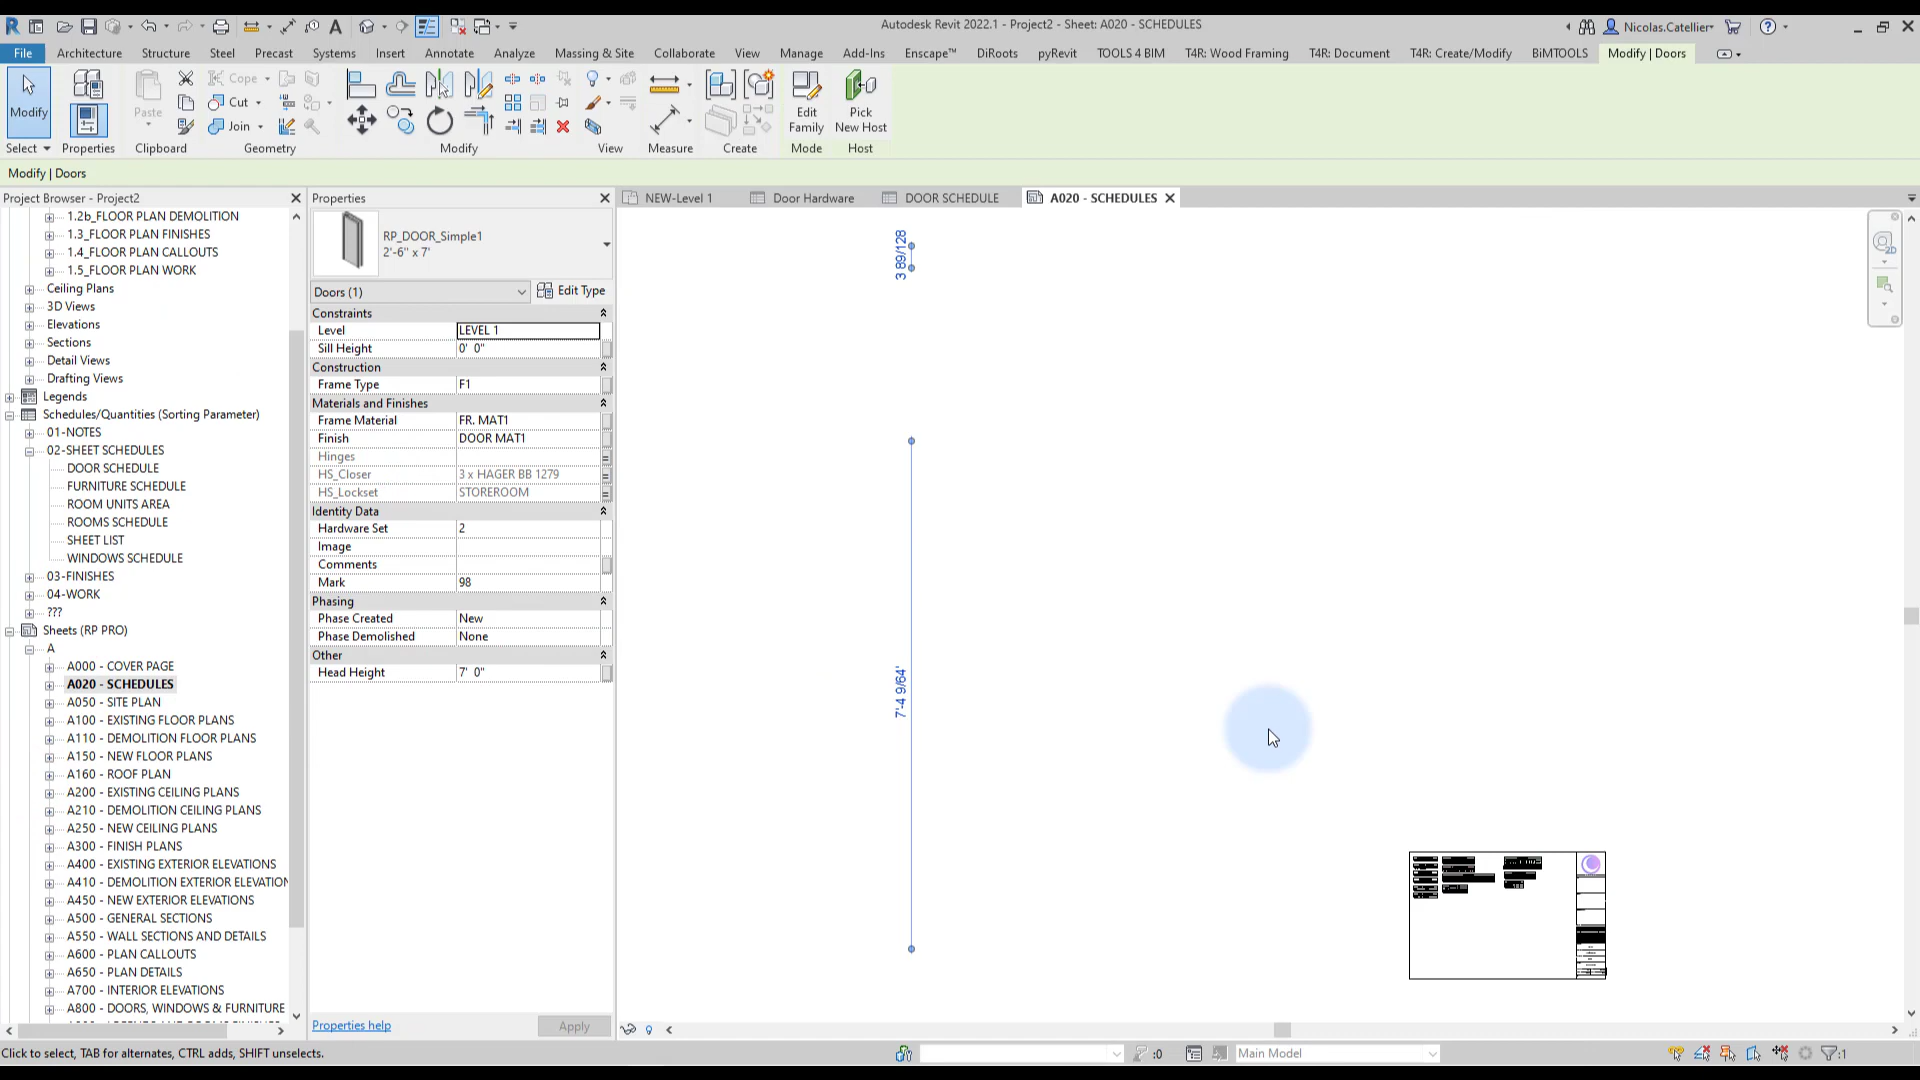 Autodesk Revit 2022.1 - Project2 - Sheet: A020 - SCHEDULES
Nicolas.Catellier
File Architecture Structure Steel Precast Systems Insert Annotate Analyze Massing & Site Collaborate View Manage Add-Ins Enscape™ DiRoots pyRevit TOOLS 4 BIM T4R: Wood Framing T4R: Document T4R: Create/Modify BiMTOOLS Modify | Doors
Modify Paste Cope Cut Join Edit Family Pick New Host
Select Properties Clipboard Geometry Modify View Measure Create Mode Host
Modify | Doors
Project Browser - Project2
1.2b_FLOOR PLAN DEMOLITION
1.3_FLOOR PLAN FINISHES
1.4_FLOOR PLAN CALLOUTS
1.5_FLOOR PLAN WORK
Ceiling Plans
3D Views
Elevations
Sections
Detail Views
Drafting Views
Legends
Schedules/Quantities (Sorting Parameter)
01-NOTES
02-SHEET SCHEDULES
DOOR SCHEDULE
FURNITURE SCHEDULE
ROOM UNITS AREA
ROOMS SCHEDULE
SHEET LIST
WINDOWS SCHEDULE
03-FINISHES
04-WORK
???
Sheets (RP PRO)
A
A000 - COVER PAGE
A020 - SCHEDULES
A050 - SITE PLAN
A100 - EXISTING FLOOR PLANS
A110 - DEMOLITION FLOOR PLANS
A150 - NEW FLOOR PLANS
A160 - ROOF PLAN
A200 - EXISTING CEILING PLANS
A210 - DEMOLITION CEILING PLANS
A250 - NEW CEILING PLANS
A300 - FINISH PLANS
A400 - EXISTING EXTERIOR ELEVATIONS
A410 - DEMOLITION EXTERIOR ELEVATION
A450 - NEW EXTERIOR ELEVATIONS
A500 - GENERAL SECTIONS
A550 - WALL SECTIONS AND DETAILS
A600 - PLAN CALLOUTS
A650 - PLAN DETAILS
A700 - INTERIOR ELEVATIONS
A800 - DOORS, WINDOWS & FURNITURE
Properties
RP_DOOR_Simple1
2'-6" x 7'
Doors (1) Edit Type
Constraints
Level LEVEL 1
Sill Height 0' 0"
Construction
Frame Type F1
Materials and Finishes
Frame Material FR. MAT1
Finish DOOR MAT1
Hinges
HS_Closer 3 x HAGER BB 1279
HS_Lockset STOREROOM
Identity Data
Hardware Set 2
Image
Comments
Mark 98
Phasing
Phase Created New
Phase Demolished None
Other
Head Height 7' 0"
Properties help Apply
NEW-Level 1 Door Hardware DOOR SCHEDULE A020 - SCHEDULES
2D
3 89/128
7'-4 9/64'
Click to select, TAB for alternates, CTRL adds, SHIFT unselects. :0 Main Model :1